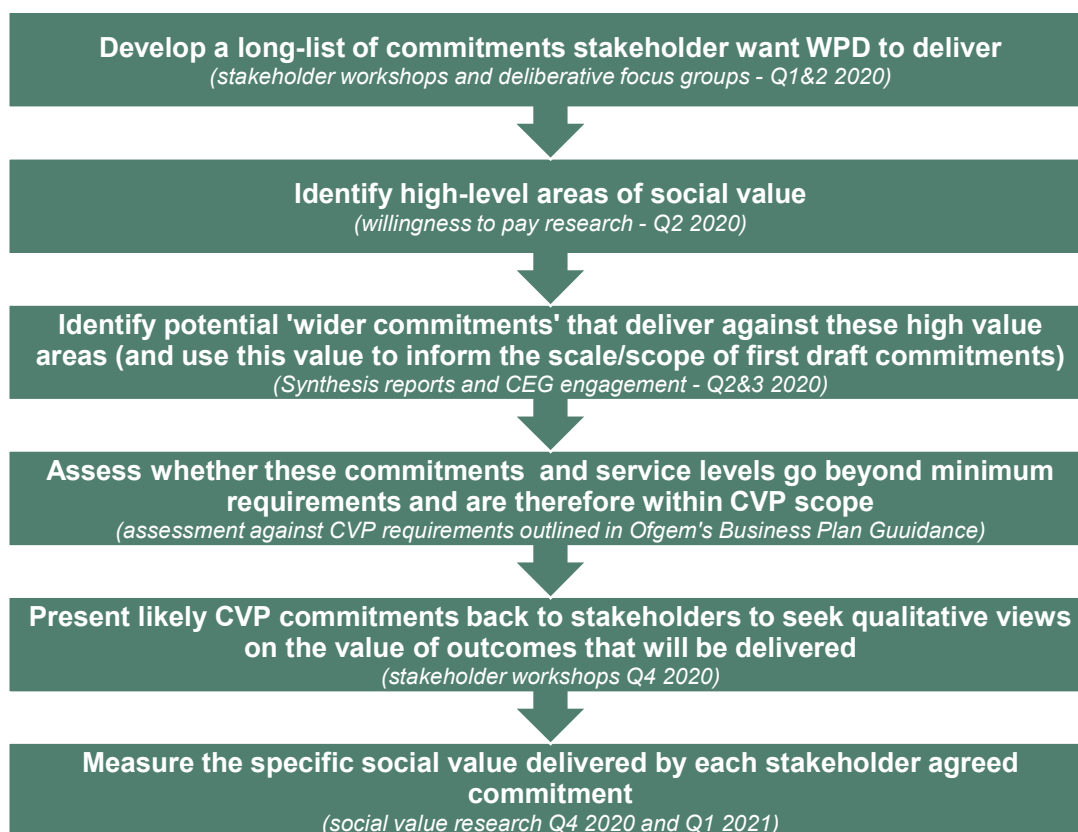 Develop a long-list of commitments stakeholder want WPD to deliver
(stakeholder workshops and deliberative focus groups - Q1&2 2020)
Identify high-level areas of social value
(willingness to pay research - Q2 2020)
Identify potential 'wider commitments' that deliver against these high value
areas (and use this value to inform the scale/scope of first draft commitments)
(Synthesis reports and CEG engagement - Q2&3 2020)
Assess whether these commitments  and service levels go beyond minimum
requirements and are therefore within CVP scope
(assessment against CVP requirements outlined in Ofgem's Business Plan Guuidance)
Present likely CVP commitments back to stakeholders to seek qualitative views
on the value of outcomes that will be delivered
(stakeholder workshops Q4 2020)
Measure the specific social value delivered by each stakeholder agreed
commitment
(social value research Q4 2020 and Q1 2021)